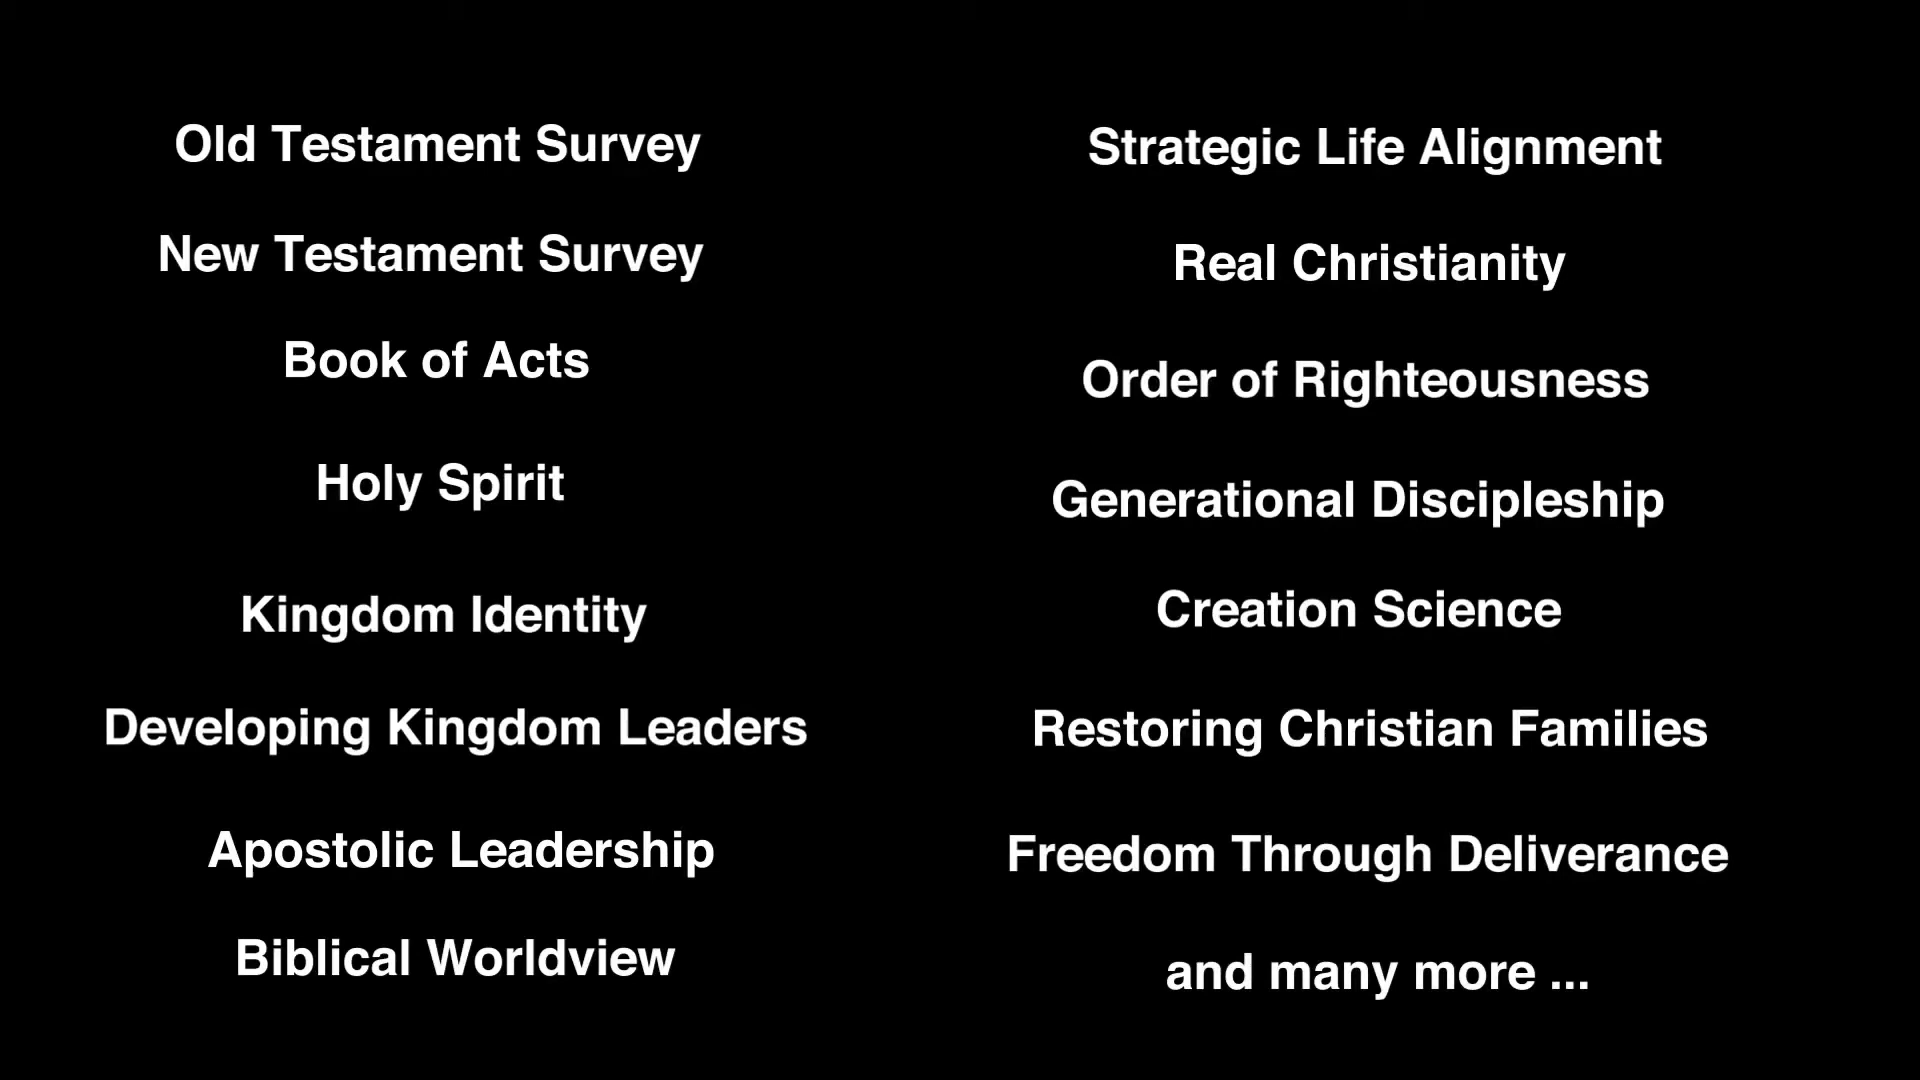 Old Testament Survey
New Testament Survey
Book of Acts
Holy Spirit
Kingdom Identity
Developing Kingdom Leaders
Apostolic Leadership
Biblical Worldview
Strategic Life Alignment
Real Christianity
Order of Righteousness
Generational Discipleship
Creation Science
Restoring Christian Families
Freedom Through Deliverance
and many more ...